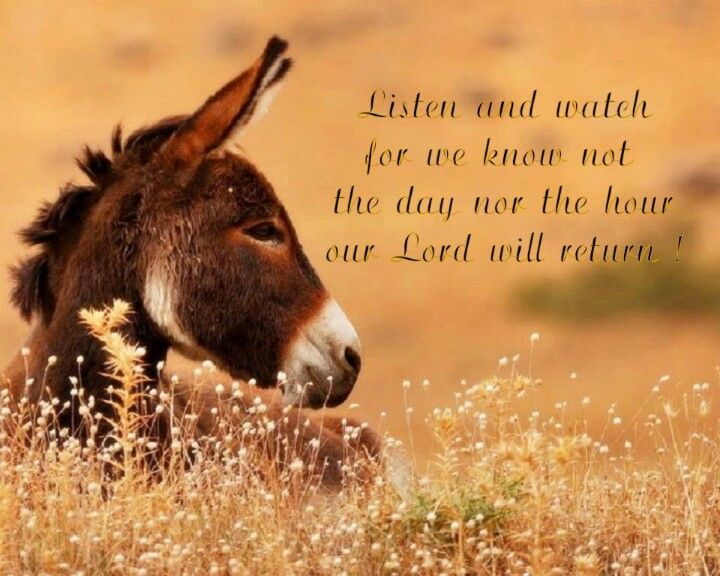 Listen and watch
for we know not
the day nor the hour
our Lord will return !